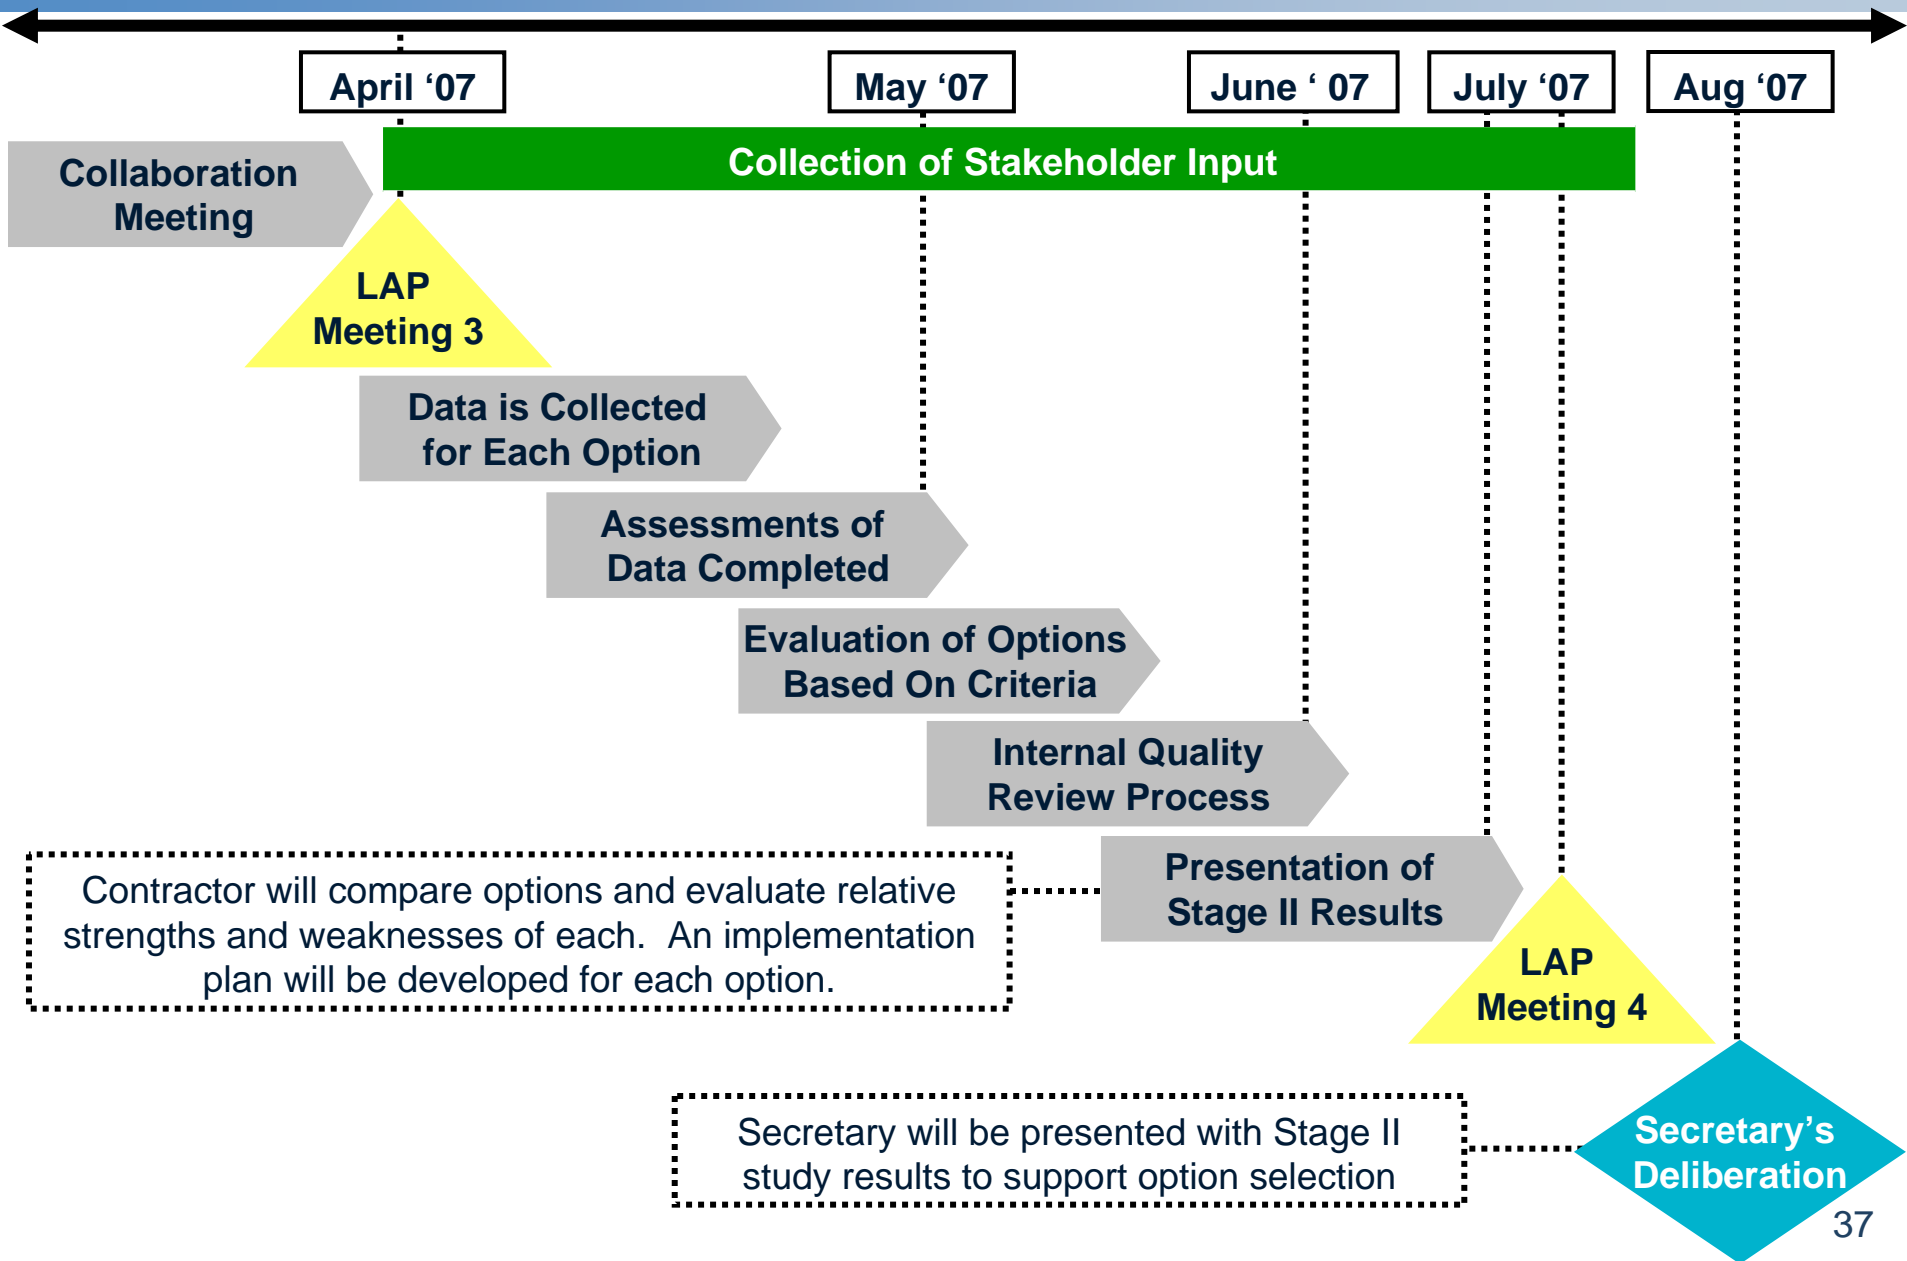 April ‘07
May ‘07
June ‘ 07
July ‘07
Aug ‘07
Collection of Stakeholder Input
Collaboration
Meeting
LAP
Meeting 3
Data is Collected
for Each Option
Assessments of
Data Completed
Evaluation of Options
Based On Criteria
Internal Quality
Review Process
Presentation of
Stage II Results
Contractor will compare options and evaluate relative
strengths and weaknesses of each.  An implementation
plan will be developed for each option.
LAP
Meeting 4
Secretary will be presented with Stage II
study results to support option selection
Secretary’s
Deliberation
37